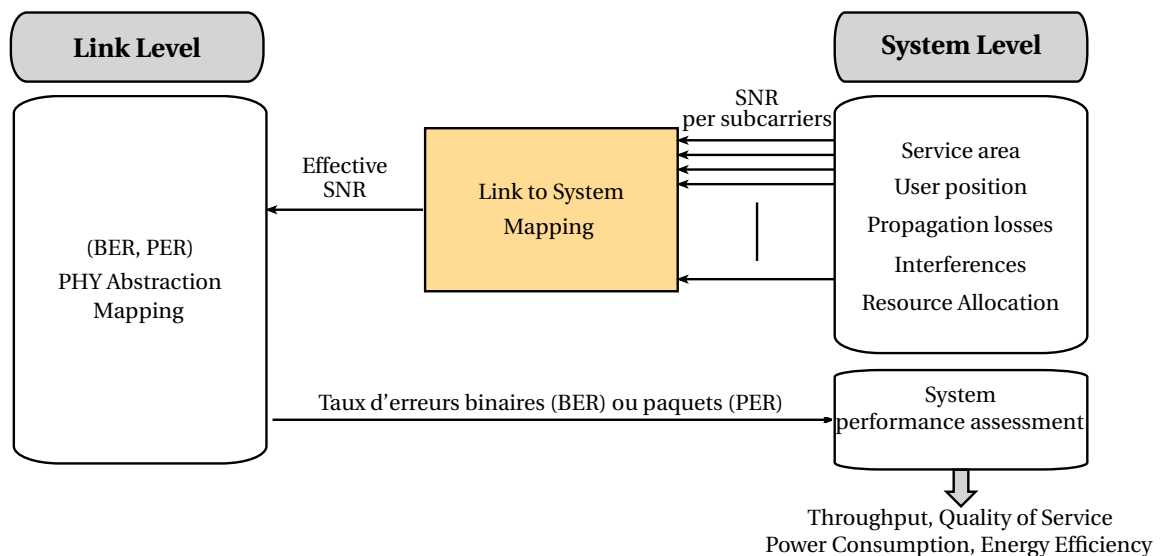 Link Level
System Level
SNR
per subcarriers
Effective
SNR
Link to System
Mapping
Service area
User position
Propagation losses
Interferences
Resource Allocation
(BER, PER)
PHY Abstraction
Mapping
Taux d'erreurs binaires (BER) ou paquets (PER)
System
performance assessment
Throughput, Quality of Service
Power Consumption, Energy Efficiency